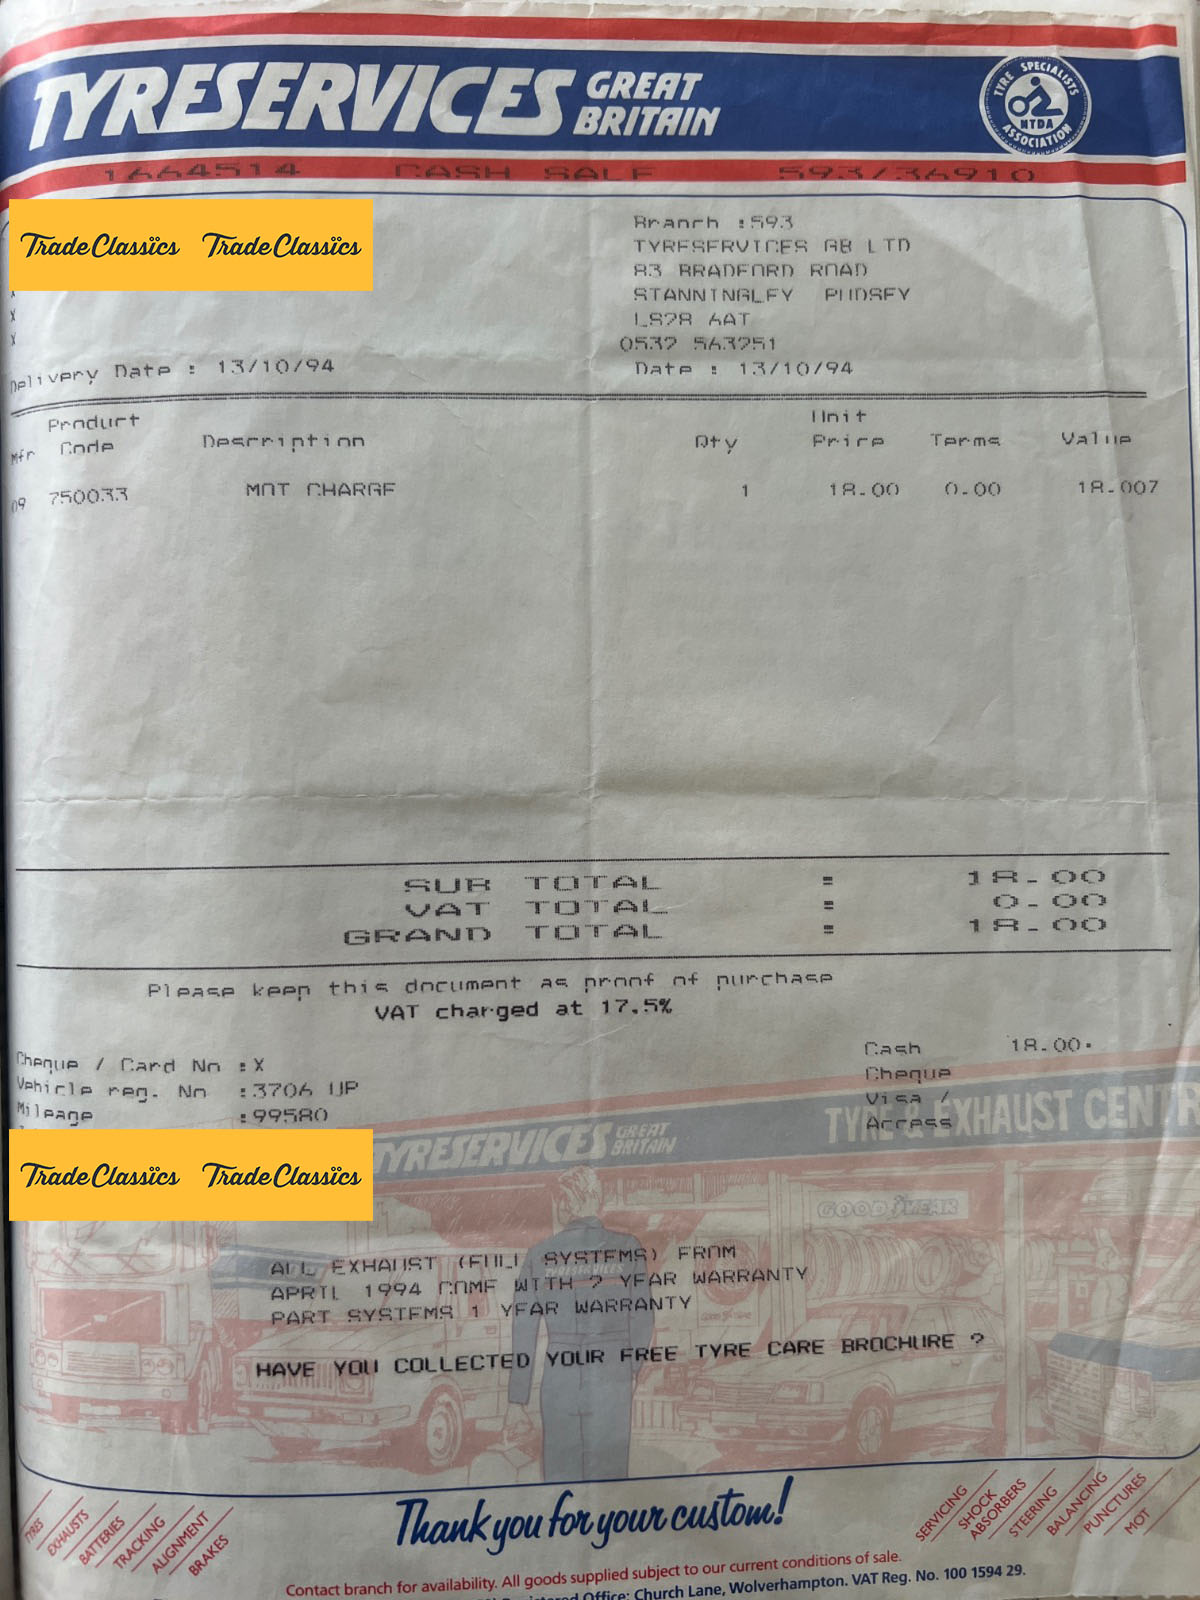 TYRESERVICES GREAT BRITAIN
TYRE SPECIALISTS ASSOCIATION NTDA
1664514 CASH SALE 593/36910
Trade Classics Trade Classics
X
X
X
Branch :593
TYRESERVICES GB LTD
83 BRADFORD ROAD
STANNINGLEY PUDSEY
LS28 6AT
0532 563251
Delivery Date : 13/10/94
Date : 13/10/94
Mfr Product Code Description Qty Unit Price Terms Value
09 750033 MOT CHARGE 1 18.00 0.00 18.007
SUB TOTAL = 18.00
VAT TOTAL = 0.00
GRAND TOTAL = 18.00
Please keep this document as proof of purchase
VAT charged at 17.5%
Cheque / Card No :X
Vehicle reg. No :3706 UP
Mileage :99580
Cash 18.00
Cheque
Visa /
Access
Trade Classics Trade Classics
TYRESERVICES GREAT BRITAIN
TYRE & EXHAUST CENTR
GOODYEAR
TYRESERVICES
ALL EXHAUST (FULL SYSTEMS) FROM
APRIL 1994 COME WITH 2 YEAR WARRANTY
PART SYSTEMS 1 YEAR WARRANTY
HAVE YOU COLLECTED YOUR FREE TYRE CARE BROCHURE ?
TYRES
EXHAUSTS
BATTERIES
TRACKING
ALIGNMENT
BRAKES
Thank you for your custom!
SERVICING
SHOCK ABSORBERS
STEERING
BALANCING
PUNCTURES
MOT
Contact branch for availability. All goods supplied subject to our current conditions of sale.
Office: Church Lane, Wolverhampton. VAT Reg. No. 100 1594 29.